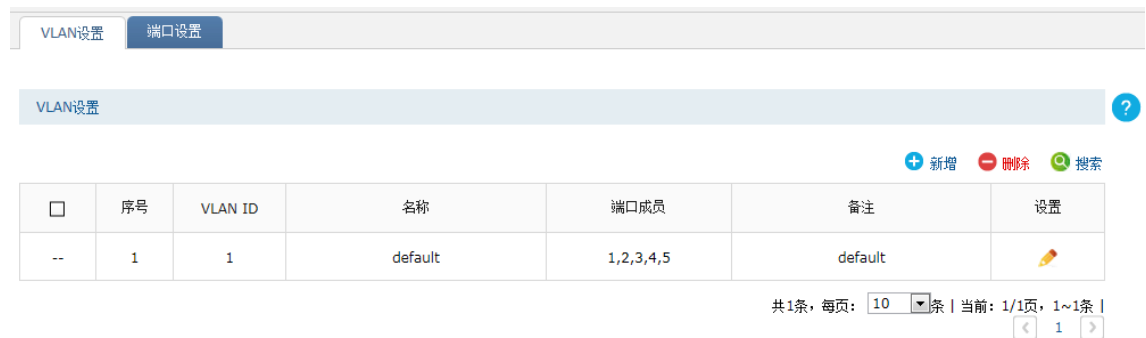 VLAN设置 端口设置
VLAN设置 ?
新增 删除 搜索
序号 VLAN ID 名称 端口成员 备注 设置
-- 1 1 default 1,2,3,4,5 default
共1条，每页： 10 条 | 当前：1/1页，1~1条 |
< 1 >